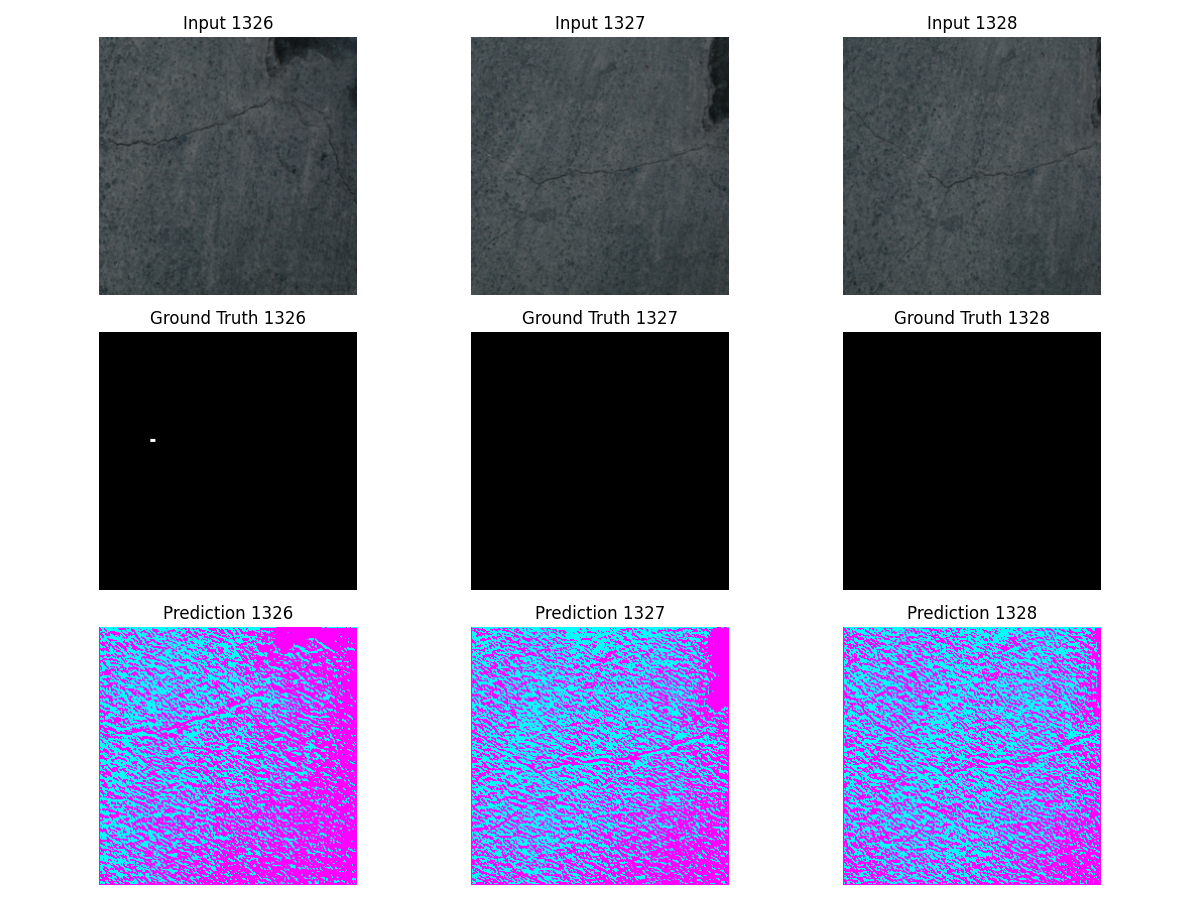 Input 1326
Input 1327
Input 1328
Ground Truth 1326
Ground Truth 1327
Ground Truth 1328
Prediction 1326
Prediction 1327
Prediction 1328